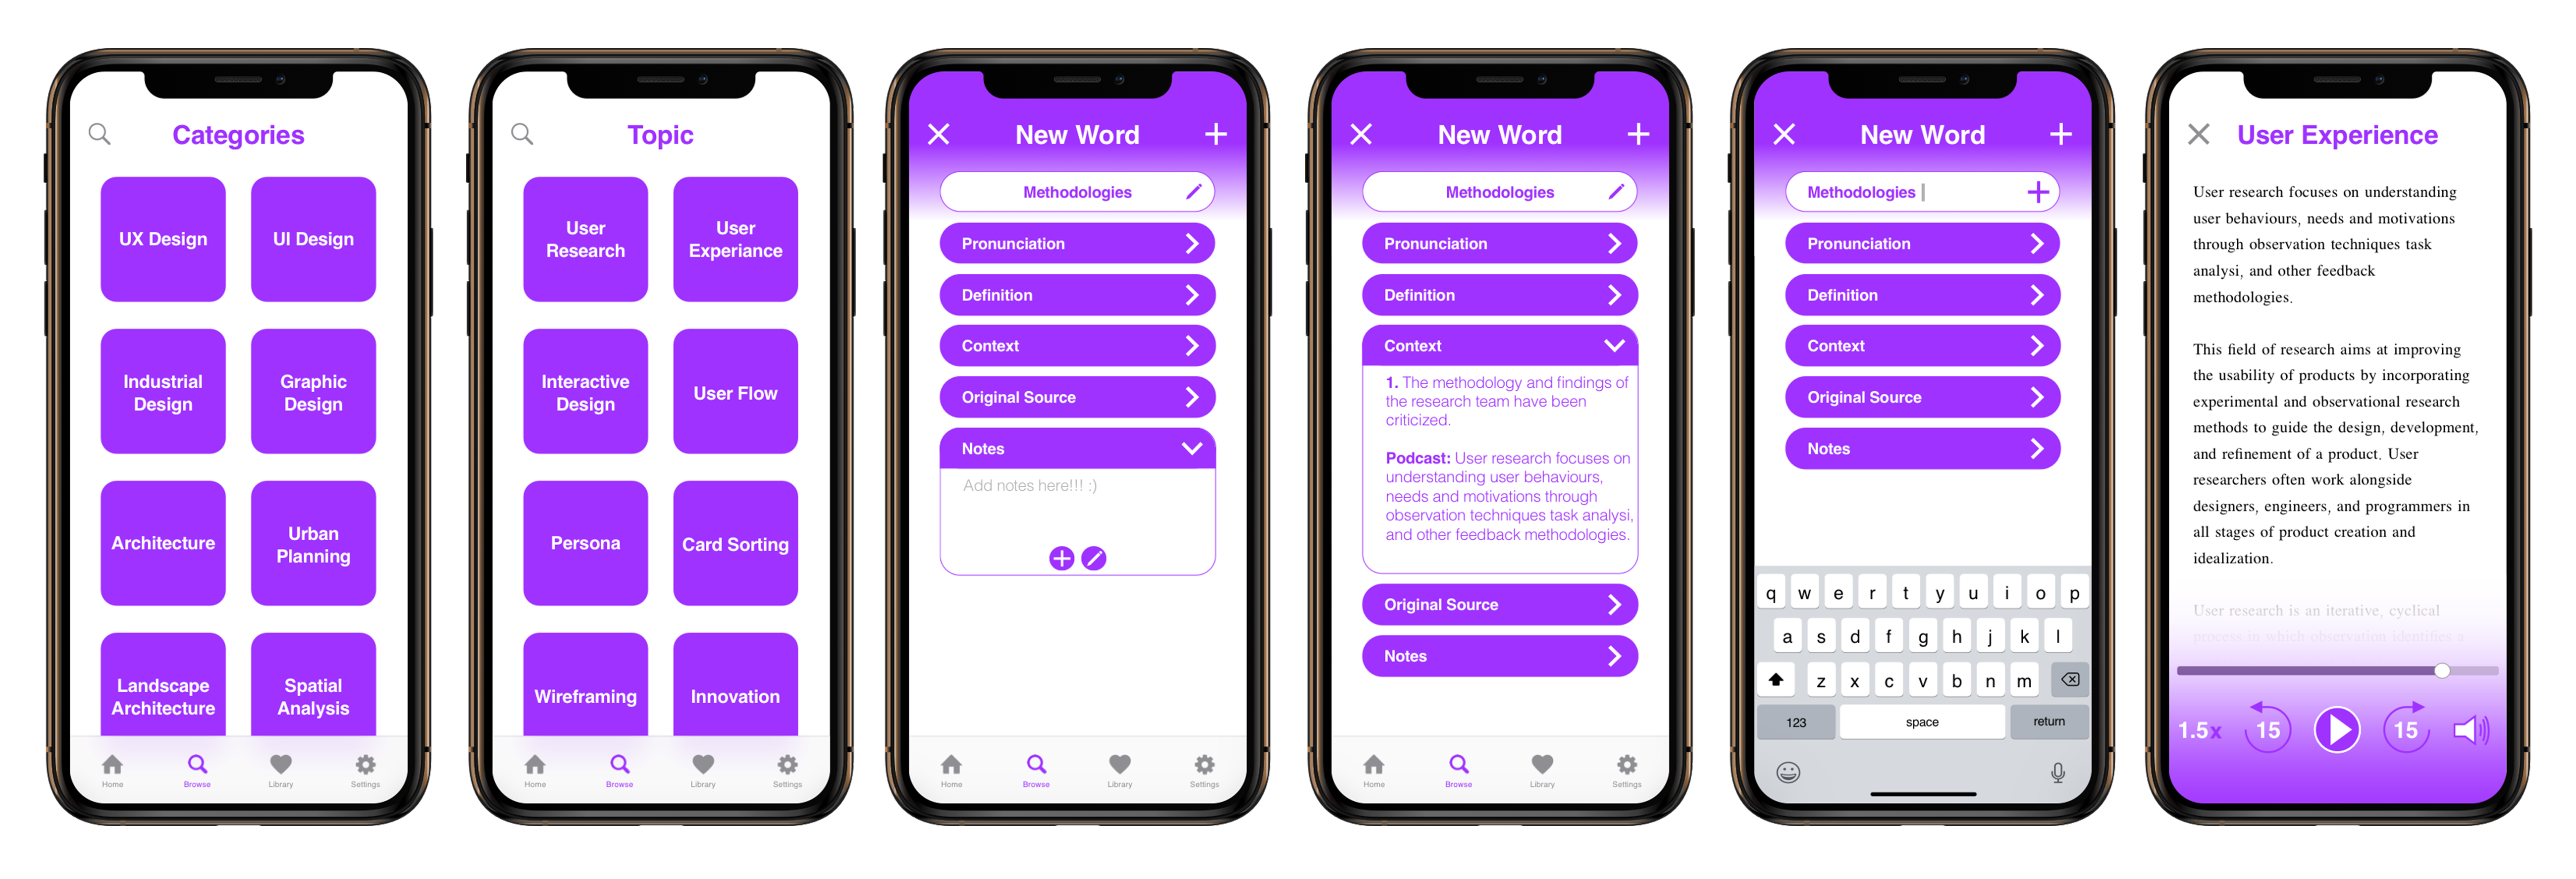 Categories
UX Design
UI Design
Industrial
Design
Graphic
Design
Architecture
Urban
Planning
Landscape
Architecture
Spatial
Analysis
Home
Browse
Library
Settings
Topic
User
Research
User
Experiance
Interactive
Design
User Flow
Persona
Card Sorting
Wireframing
Innovation
Home
Browse
Library
Settings
New Word
Methodologies
Pronunciation
Definition
Context
Original Source
Notes
Add notes here!!! :)
Home
Browse
Library
Settings
New Word
Methodologies
Pronunciation
Definition
Context
1. The methodology and findings of
the research team have been
criticized.
Podcast: User research focuses on
understanding user behaviours,
needs and motivations through
observation techniques task analysi,
and other feedback methodologies.
Original Source
Notes
Home
Browse
Library
Settings
New Word
Methodologies
Pronunciation
Definition
Context
Original Source
Notes
q w e r t y u i o p
a s d f g h j k l
z x c v b n m
123 space return
User Experience
User research focuses on understanding
user behaviours, needs and motivations
through observation techniques task
analysi, and other feedback
methodologies.
This field of research aims at improving
the usability of products by incorporating
experimental and observational research
methods to guide the design, development,
and refinement of a product. User
researchers often work alongside
designers, engineers, and programmers in
all stages of product creation and
idealization.
User research is an iterative, cyclical
process in which observation identifies a
1.5x 15 15